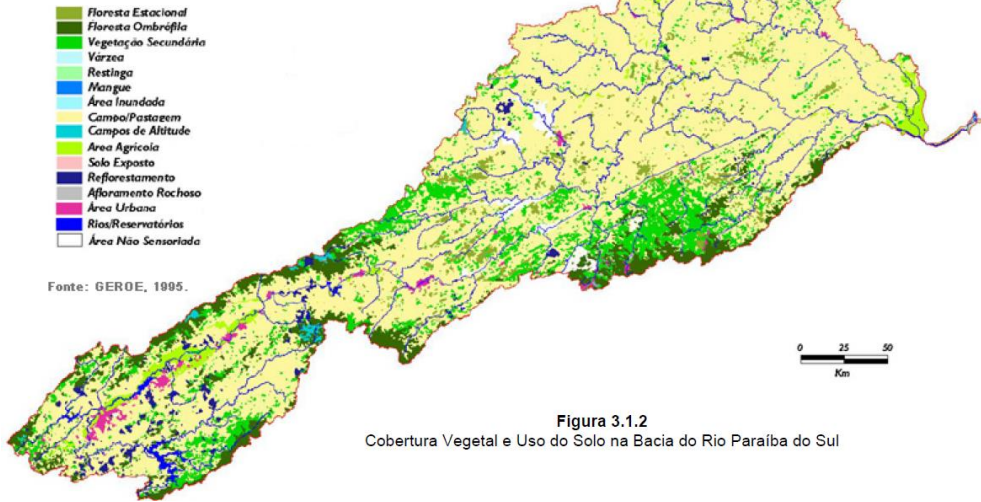 Floresta Estacional
Floresta Ombrófila
Vegetação Secundária
Várzea
Restinga
Mangue
Área Inundada
Campo/Pastagem
Campos de Altitude
Area Agrícola
Solo Exposto
Reflorestamento
Afloramento Rochoso
Área Urbana
Rios/Reservatórios
Área Não Sensoriada
Fonte: GEROE, 1995.
0 25 50
Km
Figura 3.1.2
Cobertura Vegetal e Uso do Solo na Bacia do Rio Paraíba do Sul